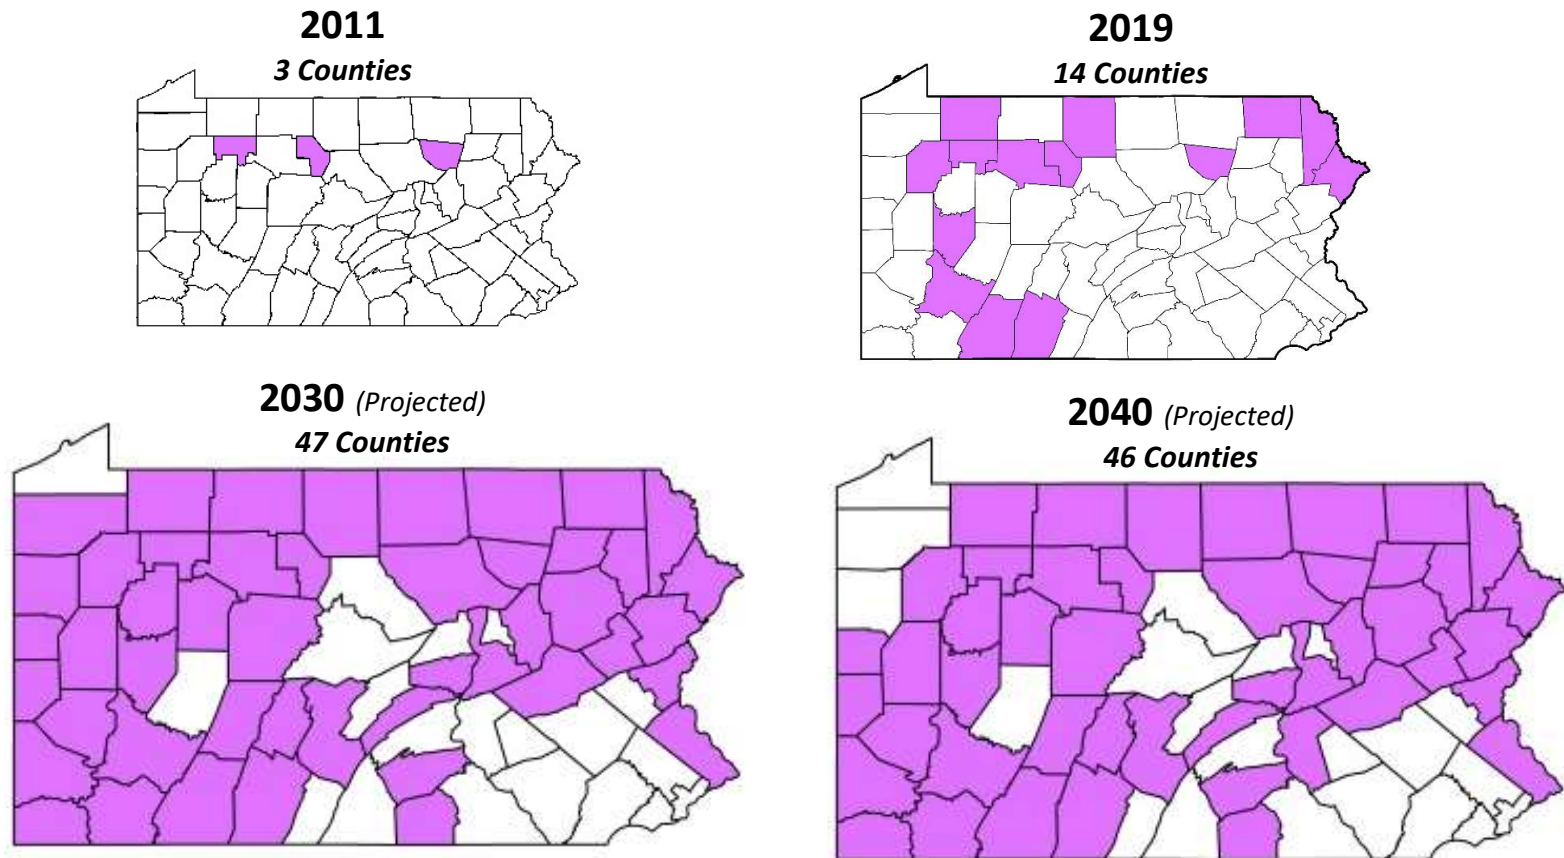 2011
3 Counties
2019
14 Counties
2030 (Projected)
47 Counties
2040 (Projected)
46 Counties